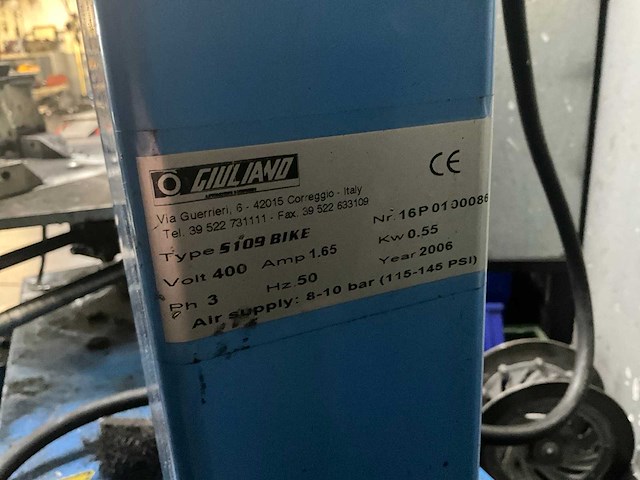 GIULIANO
CE
Via Guerrieri, 6 - 42015 Correggio - Italy
Tel. 39 522 731111 - Fax. 39 522 633109
Type S109 BIKE Nr. 16P0100086
Volt 400 Amp 1.65 Kw 0.55
Ph 3 Hz.50 Year 2006
Air supply: 8-10 bar (115-145 PSI)